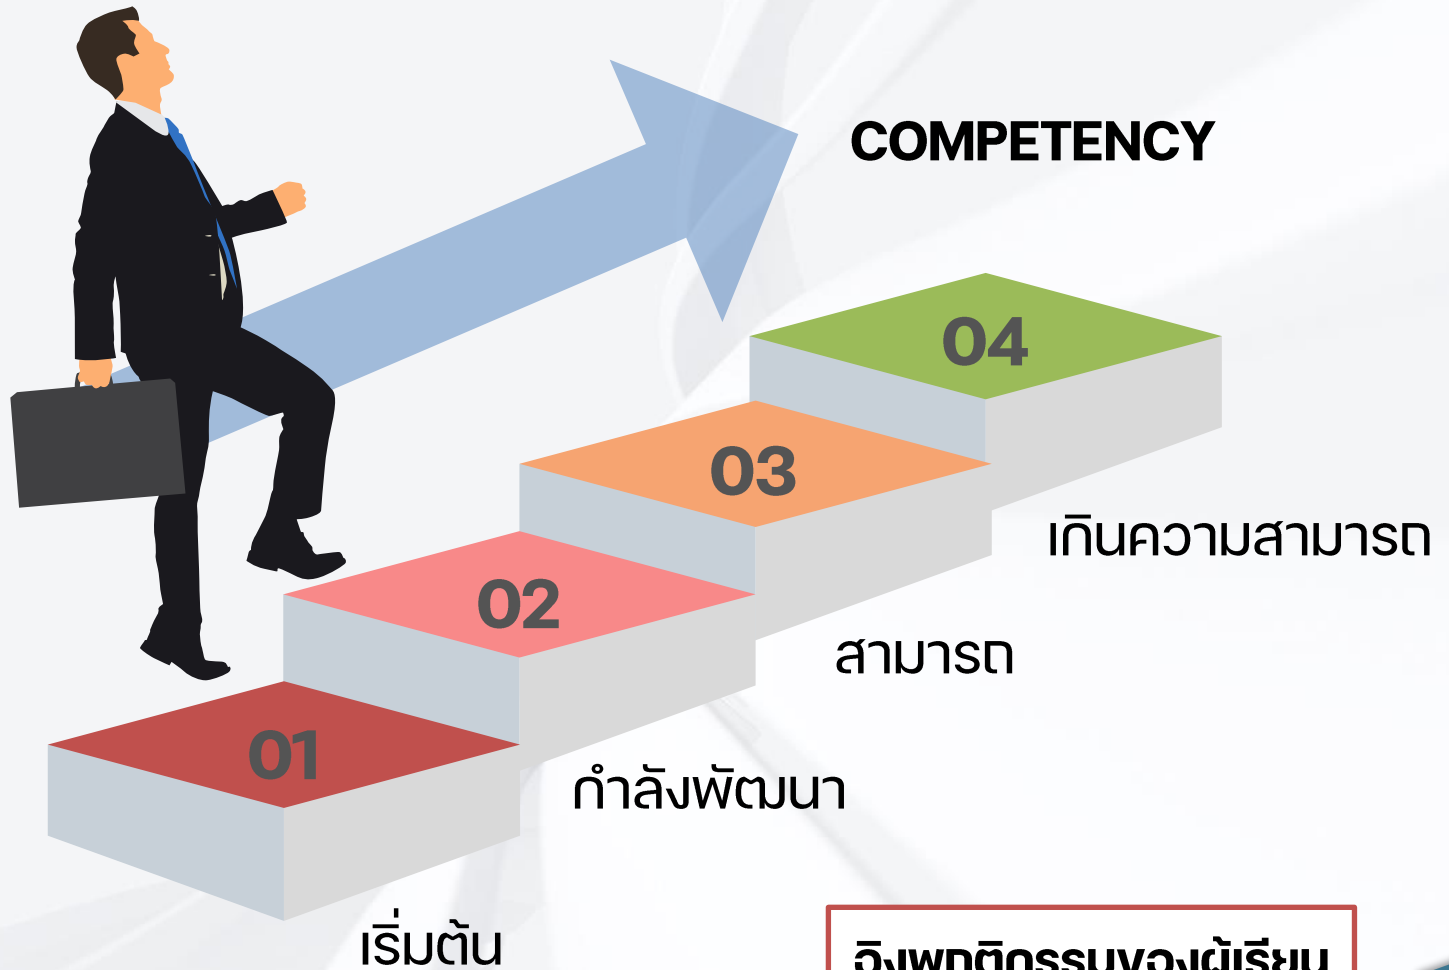 COMPETENCY
04
เกินความสามารถ
03
สามารถ
02
กำลังพัฒนา
01
เริ่มต้น
อิงพฤติกรรมของผู้เรียน